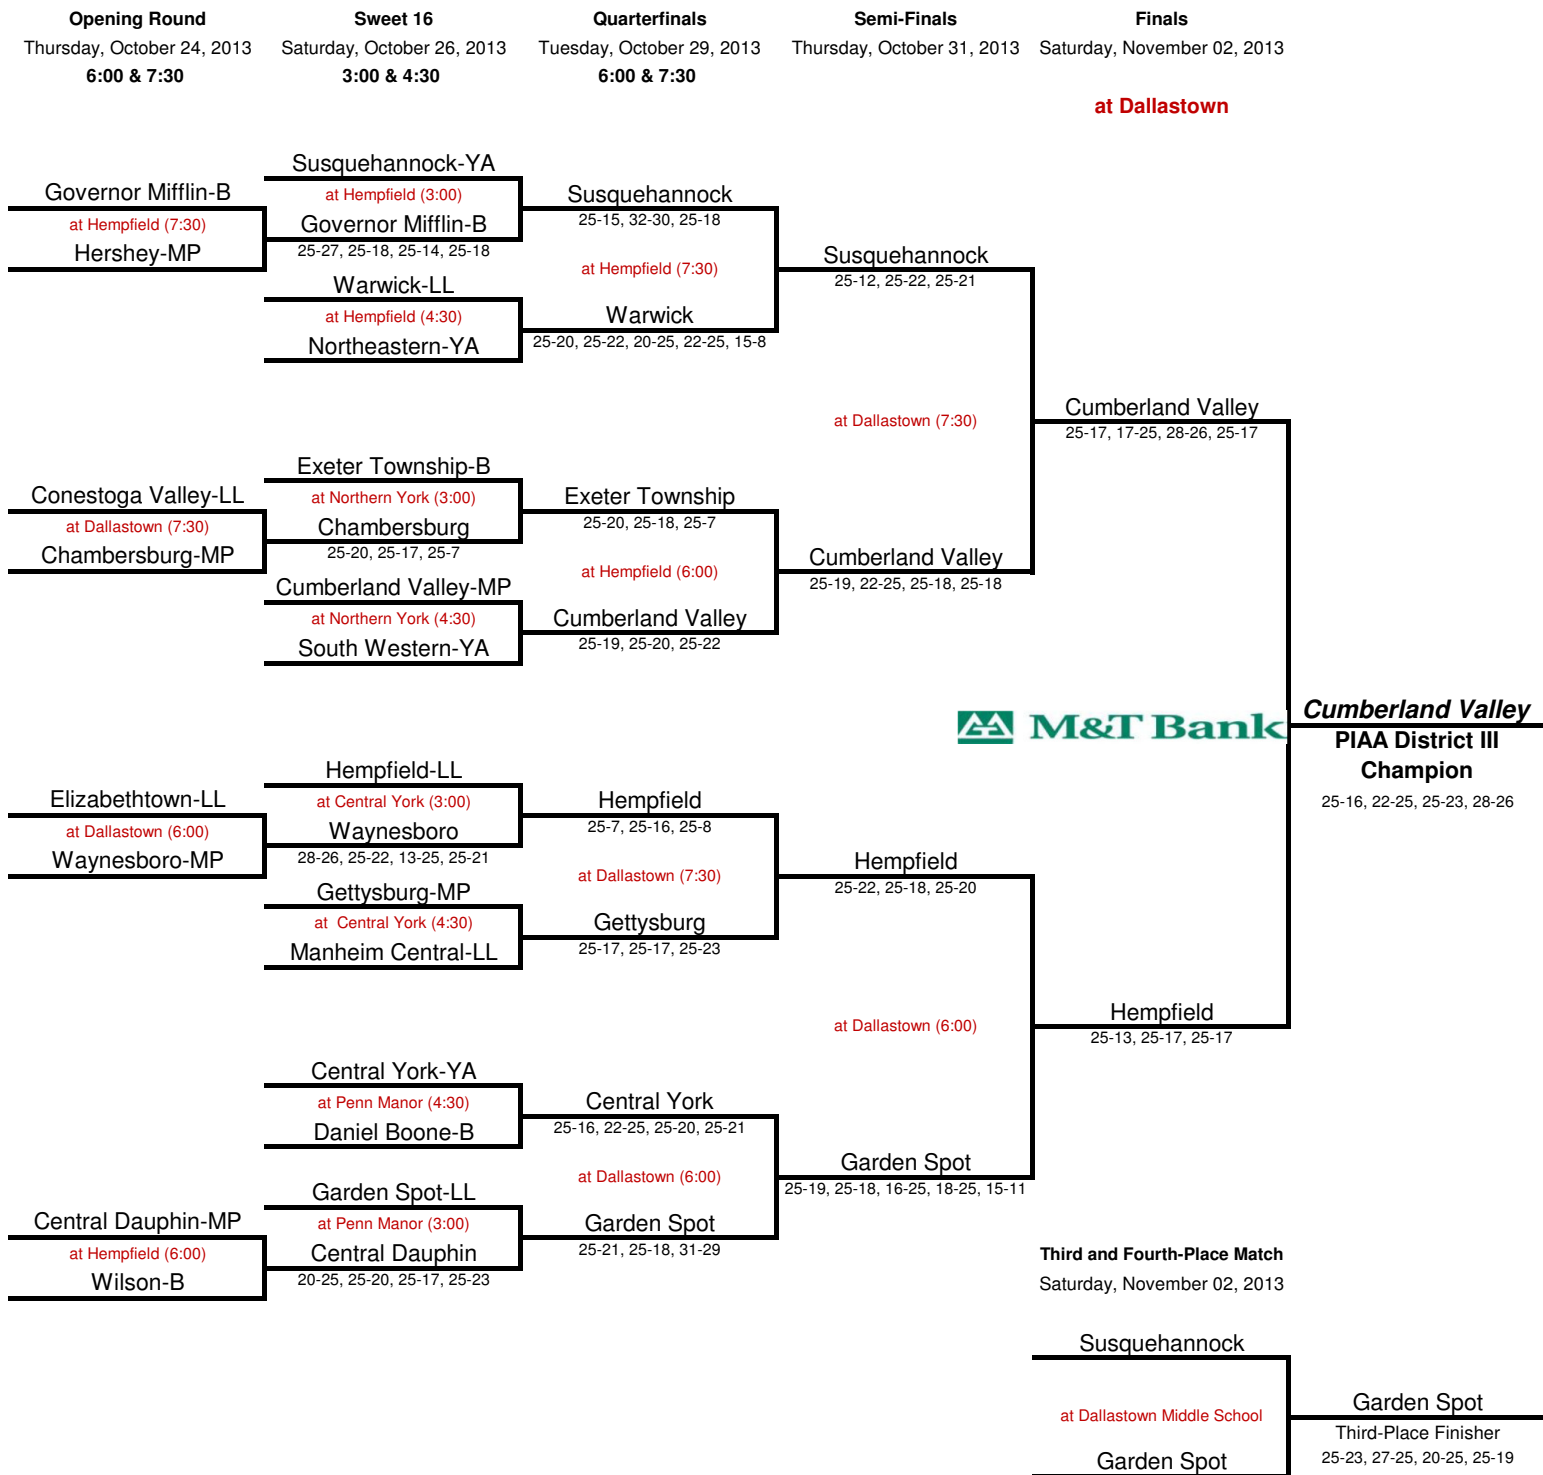 Opening Round
Thursday, October 24, 2013
6:00 & 7:30
Sweet 16
Saturday, October 26, 2013
3:00 & 4:30
Quarterfinals
Tuesday, October 29, 2013
6:00 & 7:30
Semi-Finals
Thursday, October 31, 2013
Finals
Saturday, November 02, 2013
at Dallastown
Governor Mifflin-B
at Hempfield (7:30)
Hershey-MP
Conestoga Valley-LL
at Dallastown (7:30)
Chambersburg-MP
Elizabethtown-LL
at Dallastown (6:00)
Waynesboro-MP
Central Dauphin-MP
at Hempfield (6:00)
Wilson-B
Susquehannock-YA
at Hempfield (3:00)
Governor Mifflin-B
25-27, 25-18, 25-14, 25-18
Warwick-LL
at Hempfield (4:30)
Northeastern-YA
Exeter Township-B
at Northern York (3:00)
Chambersburg
25-20, 25-17, 25-7
Cumberland Valley-MP
at Northern York (4:30)
South Western-YA
Hempfield-LL
at Central York (3:00)
Waynesboro
28-26, 25-22, 13-25, 25-21
Gettysburg-MP
at Central York (4:30)
Manheim Central-LL
Central York-YA
at Penn Manor (4:30)
Daniel Boone-B
Garden Spot-LL
at Penn Manor (3:00)
Central Dauphin
20-25, 25-20, 25-17, 25-23
Susquehannock
25-15, 32-30, 25-18
at Hempfield (7:30)
Warwick
25-20, 25-22, 20-25, 22-25, 15-8
Exeter Township
25-20, 25-18, 25-7
at Hempfield (6:00)
Cumberland Valley
25-19, 25-20, 25-22
Hempfield
25-7, 25-16, 25-8
at Dallastown (7:30)
Gettysburg
25-17, 25-17, 25-23
Central York
25-16, 22-25, 25-20, 25-21
at Dallastown (6:00)
Garden Spot
25-21, 25-18, 31-29
Susquehannock
25-12, 25-22, 25-21
at Dallastown (7:30)
Cumberland Valley
25-19, 22-25, 25-18, 25-18
Hempfield
25-22, 25-18, 25-20
at Dallastown (6:00)
Garden Spot
25-19, 25-18, 16-25, 18-25, 15-11
Cumberland Valley
25-17, 17-25, 28-26, 25-17
M&T Bank
Hempfield
25-13, 25-17, 25-17
Cumberland Valley
PIAA District III
Champion
25-16, 22-25, 25-23, 28-26
Third and Fourth-Place Match
Saturday, November 02, 2013
Susquehannock
at Dallastown Middle School
Garden Spot
Garden Spot
Third-Place Finisher
25-23, 27-25, 20-25, 25-19